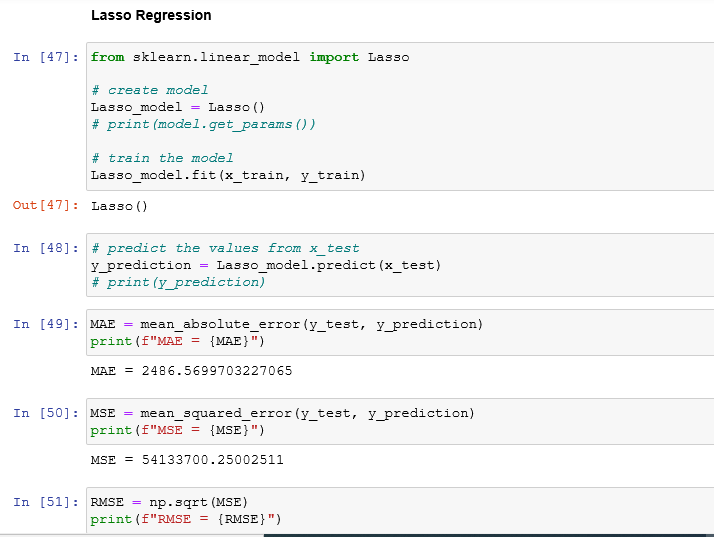 Lasso Regression
In [47]: from sklearn.linear_model import Lasso
# create model
Lasso_model = Lasso()
# print(model.get_params())
# train the model
Lasso_model.fit(x_train, y_train)
Out[47]: Lasso()
In [48]: # predict the values from x_test
y_prediction = Lasso_model.predict(x_test)
# print(y_prediction)
In [49]: MAE = mean_absolute_error(y_test, y_prediction)
print(f"MAE = {MAE}")
MAE = 2486.5699703227065
In [50]: MSE = mean_squared_error(y_test, y_prediction)
print(f"MSE = {MSE}")
MSE = 54133700.25002511
In [51]: RMSE = np.sqrt(MSE)
print(f"RMSE = {RMSE}")